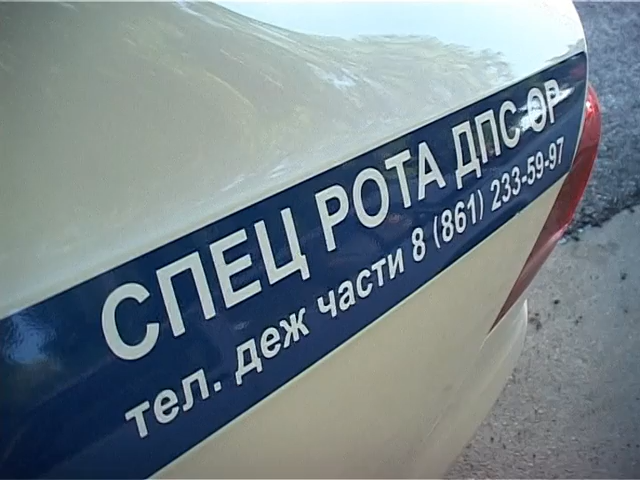 СПЕЦ РОТА ДПС ОР
тел. деж части 8 (861) 233-59-97